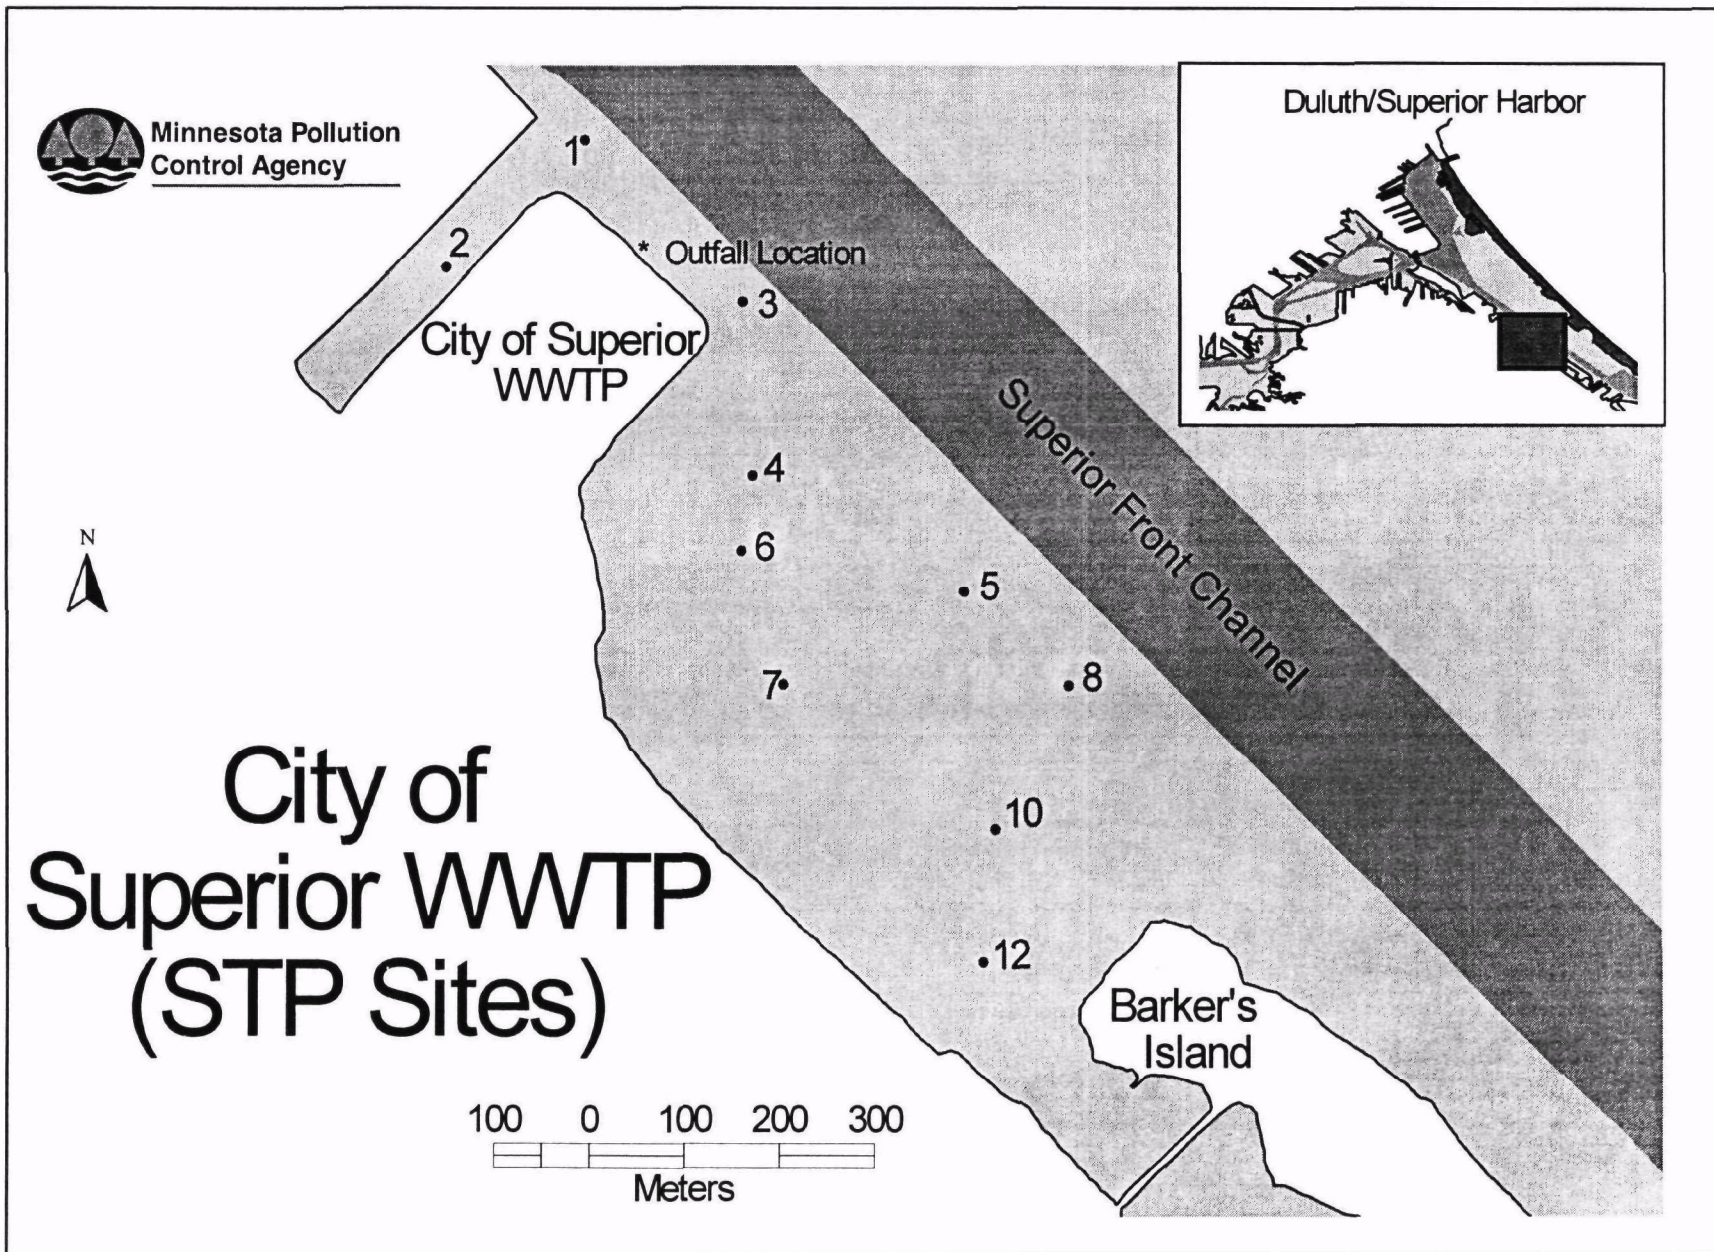 Minnesota Pollution
Control Agency
Duluth/Superior Harbor
1
2
* Outfall Location
3
City of Superior
WWTP
Superior Front Channel
4
N
6
5
7
8
City of
Superior WWTP
(STP Sites)
10
12
Barker's
Island
100 0 100 200 300
Meters